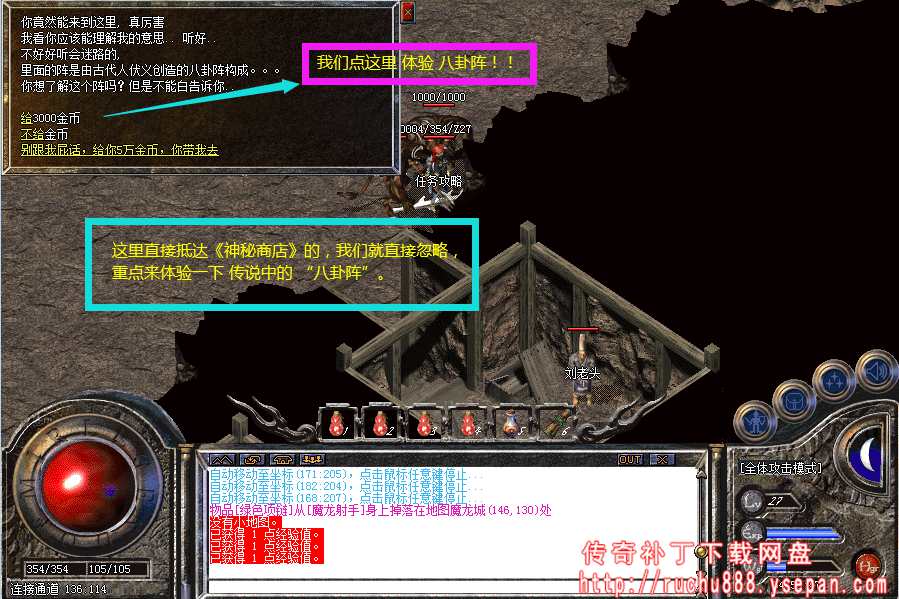 你竟然能来到这里, 真厉害
我看你应该能理解我的意思.. 听好..
不好好听会迷路的,
里面的阵是由古代人伏义创造的八卦阵构成。。。
你想了解这个阵吗? 但是不能白告诉你..
给3000金币
不给金币
别跟我屁话, 给你5万金币, 你带我去
我们点这里 体验 八卦阵！！
1000/1000
0004/354/Z27
任务攻略
这里直接抵达《神秘商店》的，我们就直接忽略，
重点来体验一下 传说中的 “八卦阵”。
刘老头
1 2 3 4 5 6
OUT
自动移动至坐标(171:205), 点击鼠标任意键停止...
自动移动至坐标(182:204), 点击鼠标任意键停止...
自动移动至坐标(168:207), 点击鼠标任意键停止...
物品[绿色项链]从[魔龙射手]身上掉落在地图魔龙城(146,130)处
没有小地图。
已获得 1 点经验值。
已获得 1 点经验值。
已获得 1 点经验值。
[全体攻击模式]
Lv 27
Exp
354/354 105/105
连接通道 136:114
传奇补丁下载网盘
http://ruchu888.ysepan.com/